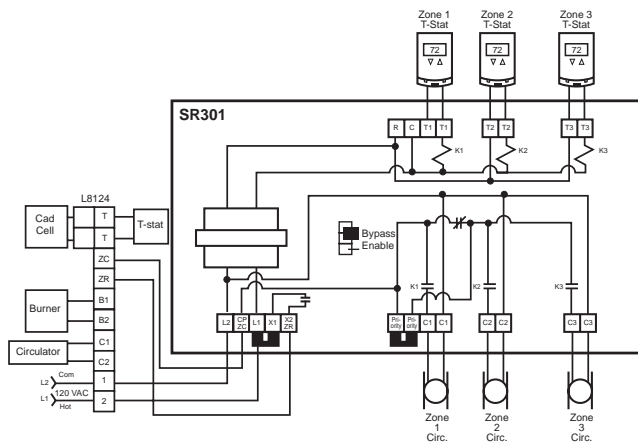 Zone 1
T-Stat
Zone 2
T-Stat
Zone 3
T-Stat
72
72
72
SR301
R C T1 T1
T2 T2
T3 T3
K1
K2
K3
L8124
Cad
Cell
T
T
T-stat
ZC
ZR
Burner
B1
B2
Circulator
C1
C2
L2
Com
1
L1
120 VAC
Hot
2
Bypass
Enable
K1
K2
K3
L2
CP
ZC
L1
X1
X2
ZR
Pri-
ority
Pri-
ority
C1 C1
C2 C2
C3 C3
Zone
1
Circ.
Zone
2
Circ.
Zone
3
Circ.